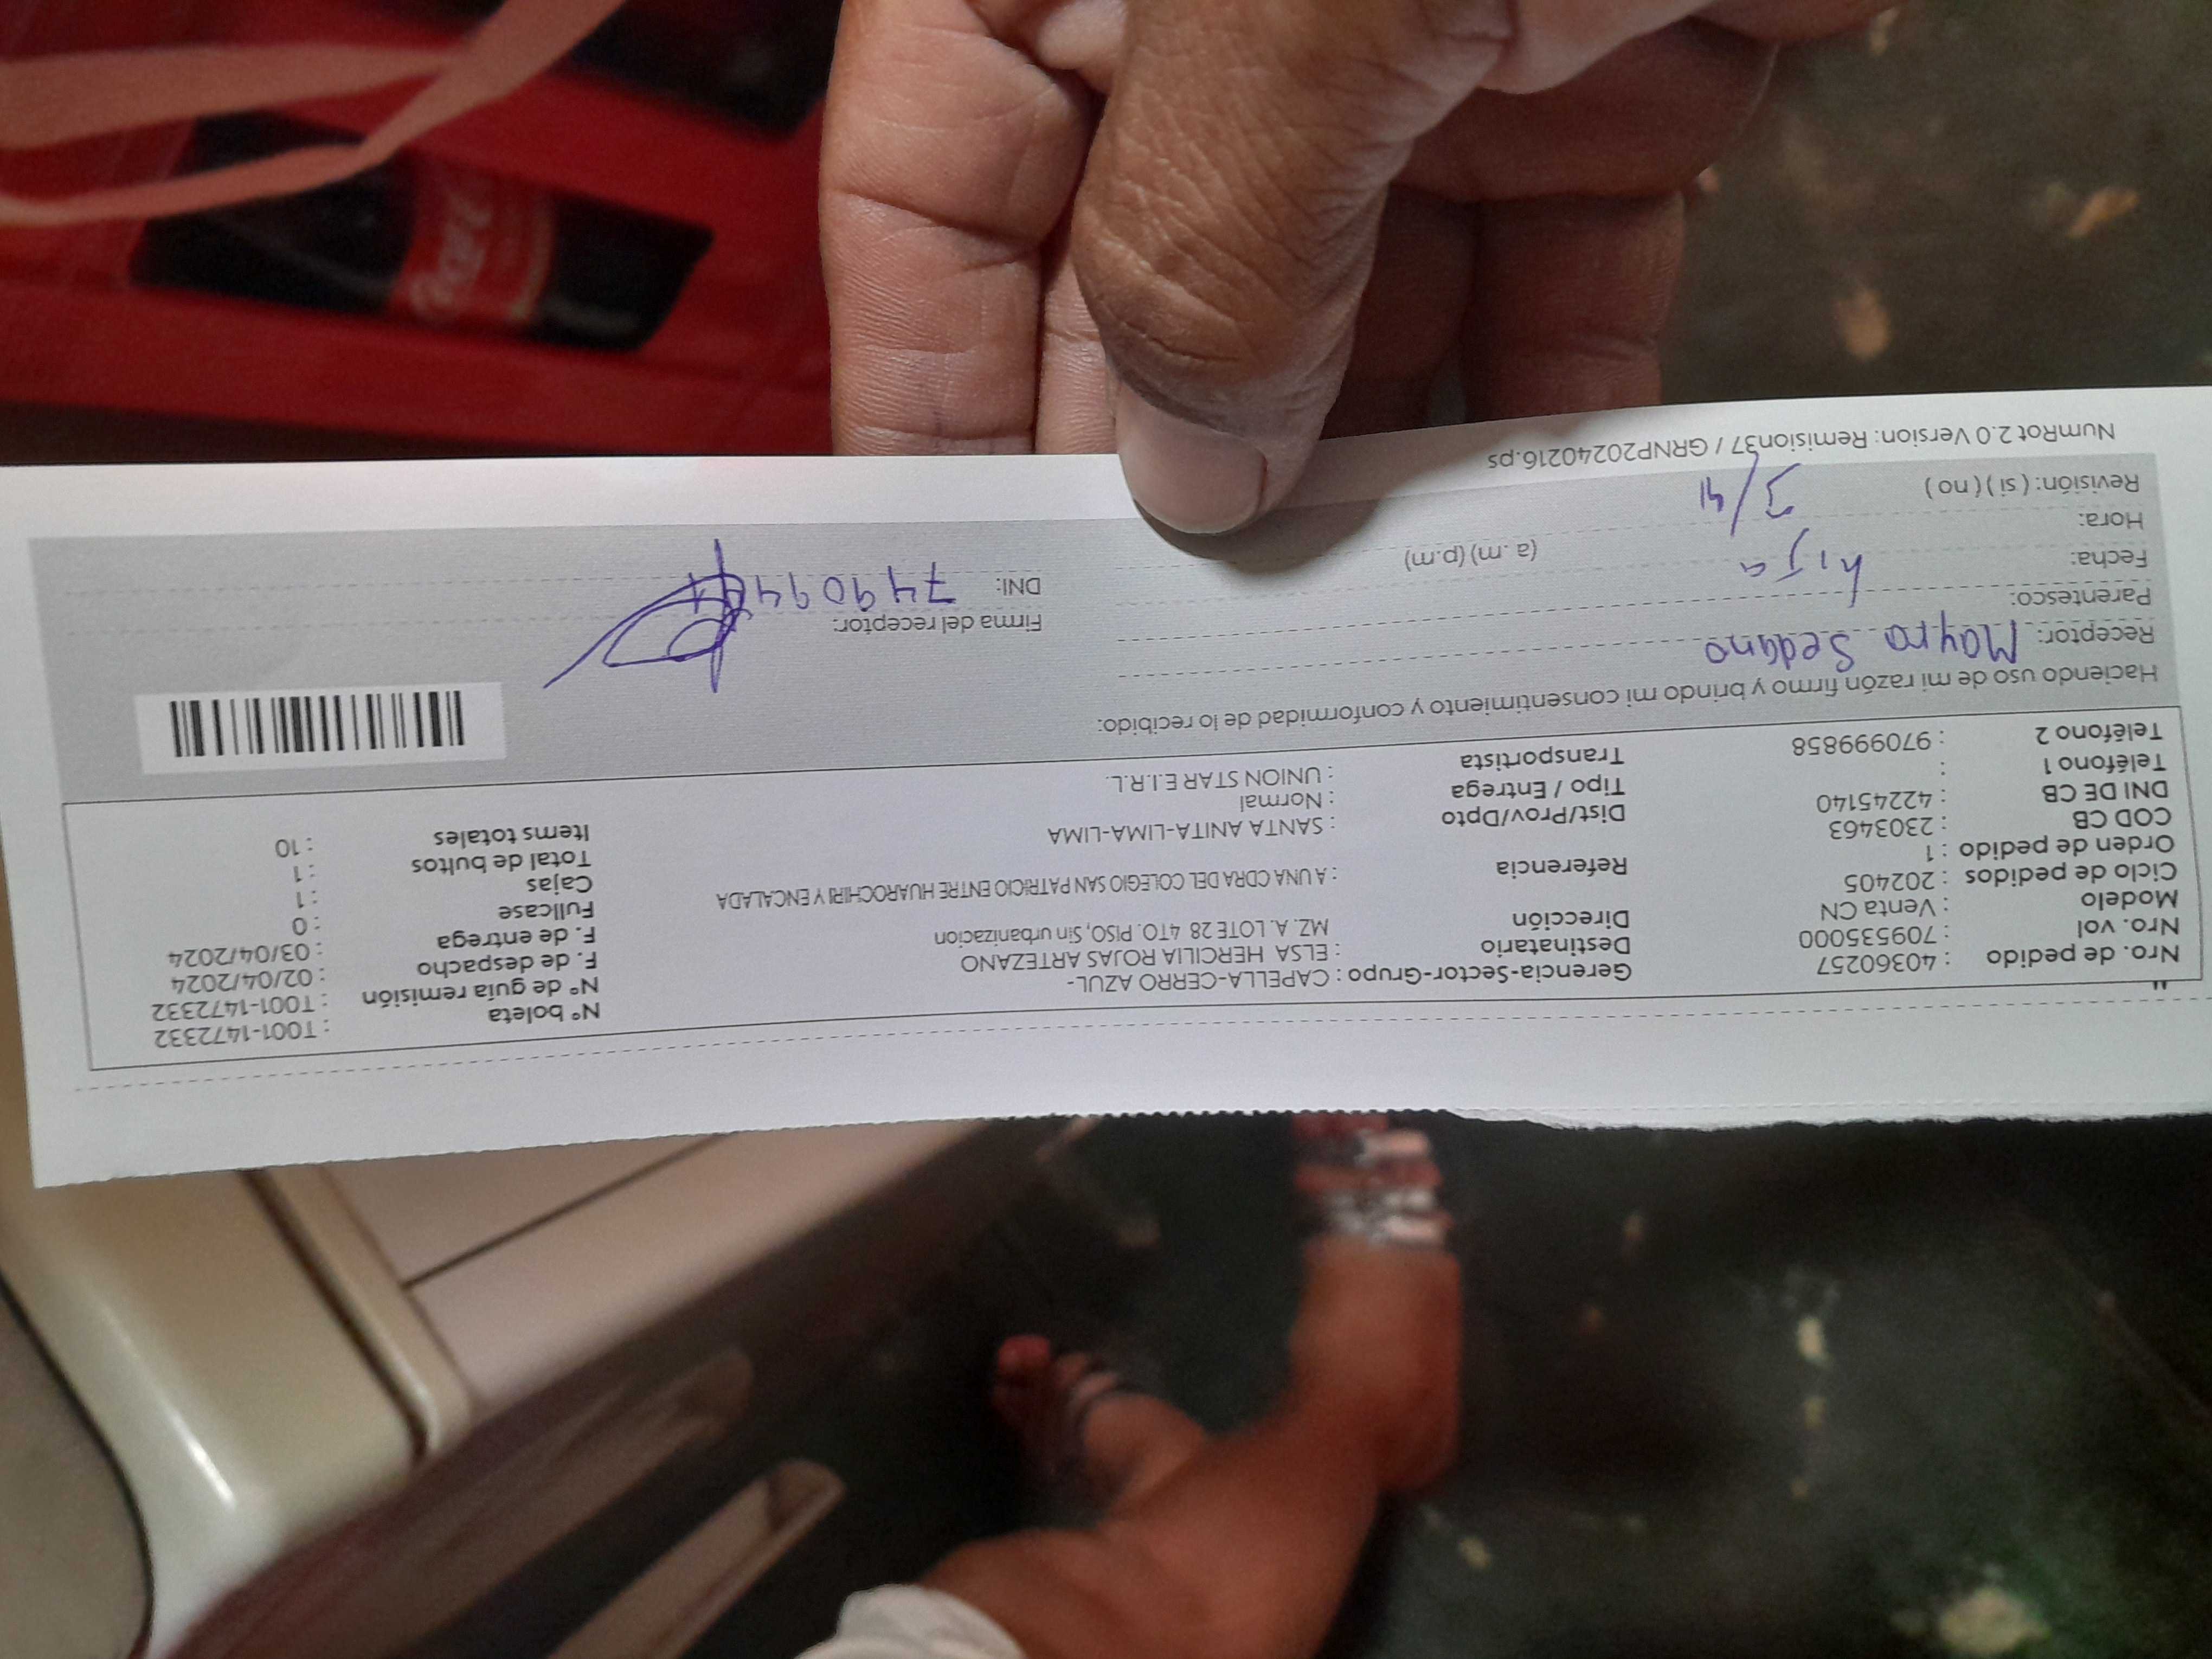 Nº boleta : T001-1472332
Nº de guía remisión : T001-1472332
F. de despacho : 02/04/2024
F. de entrega : 03/04/2024
Fullcase : 0
Cajas : 1
Total de bultos : 1
Items totales : 10
Nro. de pedido : 40360257
Nro. vol : 709535000
Modelo : Venta CN
Ciclo de pedidos : 202405
Orden de pedido : 1
COD CB : 2303463
DNI DE CB : 42245140
Teléfono 1 :
Teléfono 2 : 970999858
Gerencia-Sector-Grupo : CAPELLA-CERRO AZUL-
Destinatario : ELSA HERCILIA ROJAS ARTEZANO
Dirección MZ. A. LOTE 28 4TO. PISO, Sin urbanizacion
Referencia : A UNA CDRA DEL COLEGIO SAN PATRICIO ENTRE HUAROCHIRI Y ENCALADA
Dist/Prov/Dpto : SANTA ANITA-LIMA-LIMA
Tipo / Entrega : Normal
Transportista : UNION STAR E.I.R.L.
Haciendo uso de mi razón firmo y brindo mi consentimiento y conformidad de lo recibido:
Receptor: Mayra Sedano
Parentesco: hija
Fecha: 3/4
Hora: (a .m) (p.m)
Revisión: ( si ) ( no )
Firma del receptor:
DNI:
NumRot 2.0 Version: Remision37 / GRNP20240216.ps